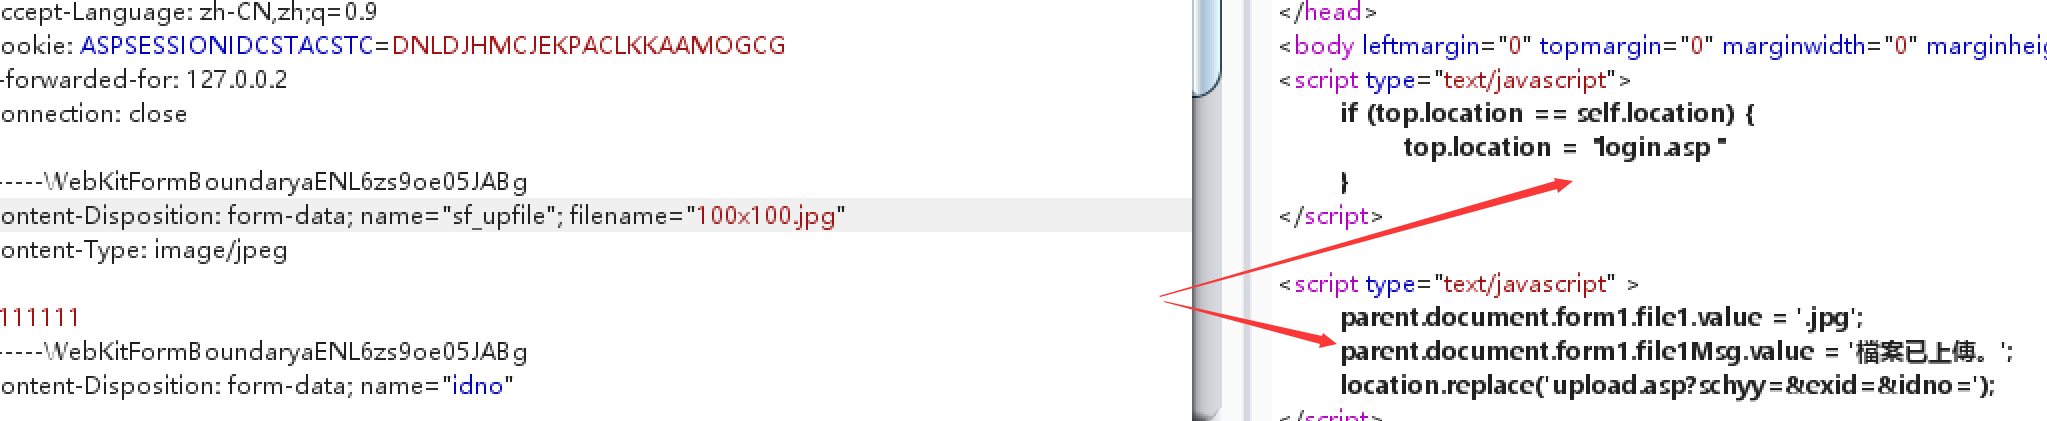 ccept-Language: zh-CN,zh;q=0.9
ookie: ASPSESSIONIDCSTACSTC=DNLDJHMCJEKPACLKKAAMOGCG
-forwarded-for: 127.0.0.2
onnection: close
-----WebKitFormBoundaryaENL6zs9oe05JABg
ontent-Disposition: form-data; name="sf_upfile"; filename="100x100.jpg"
ontent-Type: image/jpeg
111111
-----WebKitFormBoundaryaENL6zs9oe05JABg
ontent-Disposition: form-data; name="idno"
</head>
<body leftmargin="0" topmargin="0" marginwidth="0" marginheig
<script type="text/javascript">
if (top.location == self.location) {
top.location = "login.asp"
}
</script>
<script type="text/javascript" >
parent.document.form1.file1.value = '.jpg';
parent.document.form1.file1Msg.value = '檔案已上傳。';
location.replace('upload.asp?schyy=&exid=&idno=');
</script>